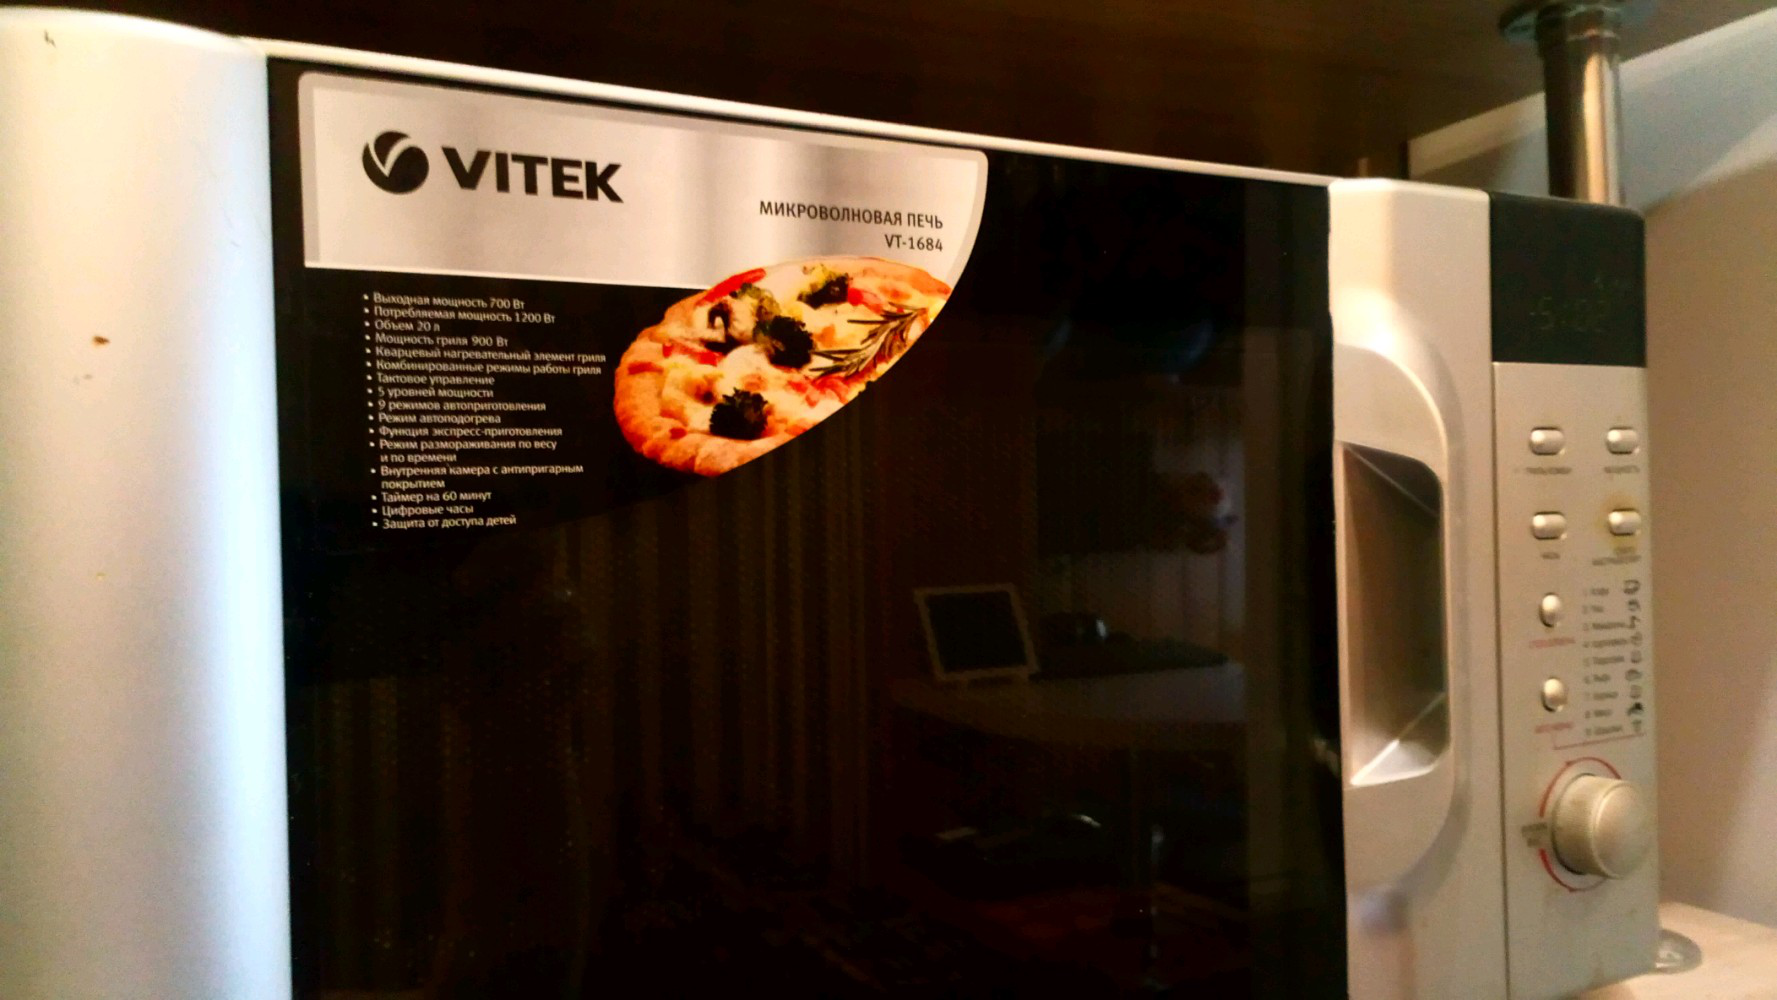 VITEK
МИКРОВОЛНОВАЯ ПЕЧЬ
VT-1684
• Выходная мощность 700 Вт
• Потребляемая мощность 1200 Вт
• Объем 20 л
• Мощность гриля 900 Вт
• Кварцевый нагревательный элемент гриля
• Комбинированные режимы работы гриля
• Тактовое управление
• 5 уровней мощности
• 9 режимов автоприготовления
• Режим автоподогрева
• Функция экспресс-приготовления
• Режим размораживания по весу
и по времени
• Внутренняя камера с антипригарным
покрытием
• Таймер на 60 минут
• Цифровые часы
• Защита от доступа детей